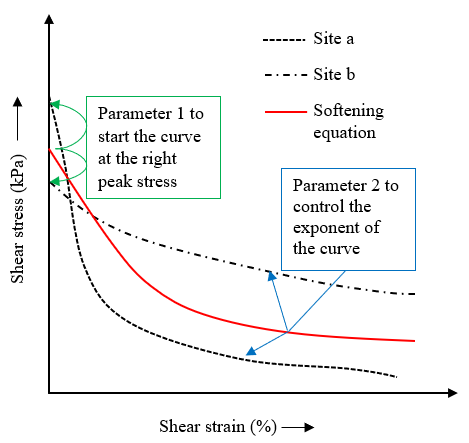 Site a
Site b
Softening
equation
Parameter 1 to
start the curve
at the right
peak stress
Parameter 2 to
control the
exponent of
the curve
Shear stress (kPa)
Shear strain (%)